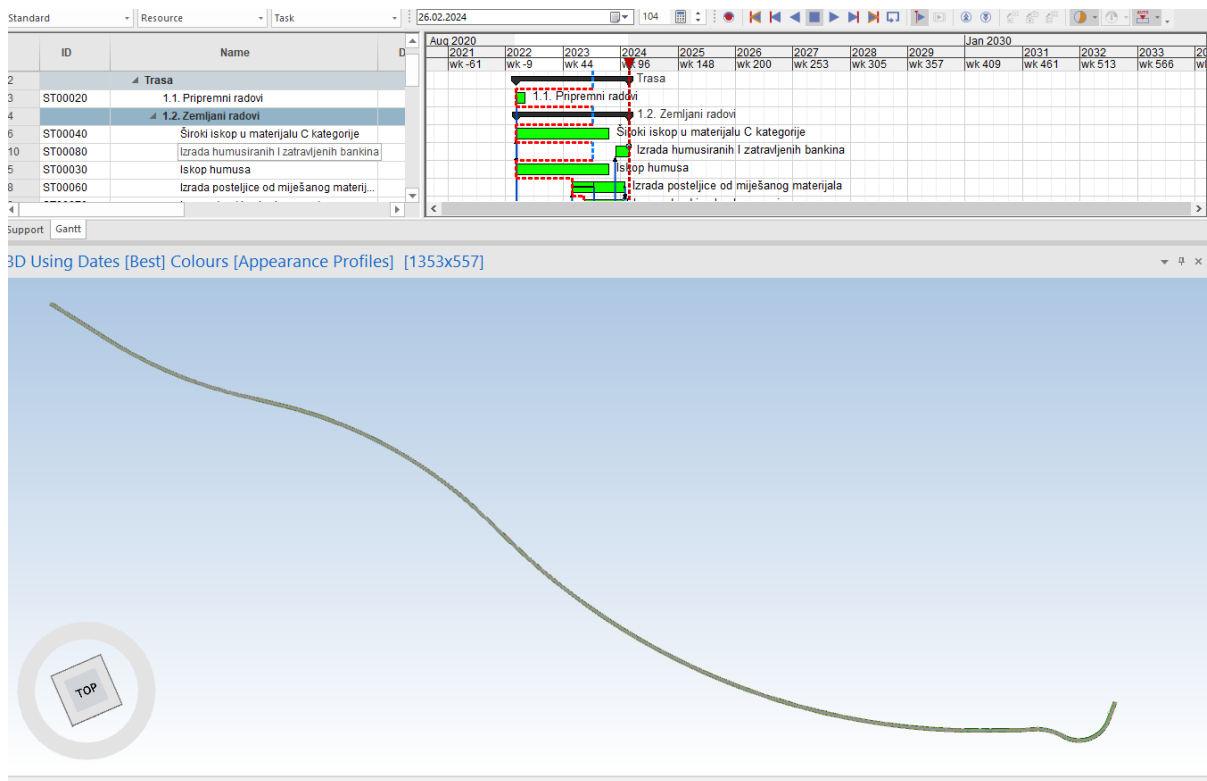 Standard Resource Task 26.02.2024 104
ID Name D
Aug 2020 Jan 2030
2021 2022 2023 2024 2025 2026 2027 2028 2029 2031 2032 2033 20
wk -61 wk -9 wk 44 wk 96 wk 148 wk 200 wk 253 wk 305 wk 357 wk 409 wk 461 wk 513 wk 566
2 Trasa Trasa
3 ST00020 1.1. Pripremni radovi 1.1. Pripremni radovi
4 1.2. Zemljani radovi 1.2. Zemljani radovi
6 ST00040 Široki iskop u materijalu C kategorije Široki iskop u materijalu C kategorije
10 ST00080 Izrada humusiranih I zatravljenih bankina Izrada humusiranih I zatravljenih bankina
5 ST00030 Iskop humusa Iskop humusa
8 ST00060 Izrada posteljice od miješanog materij... Izrada posteljice od miješanog materijala
Support Gantt
3D Using Dates [Best] Colours [Appearance Profiles] [1353x557]
TOP